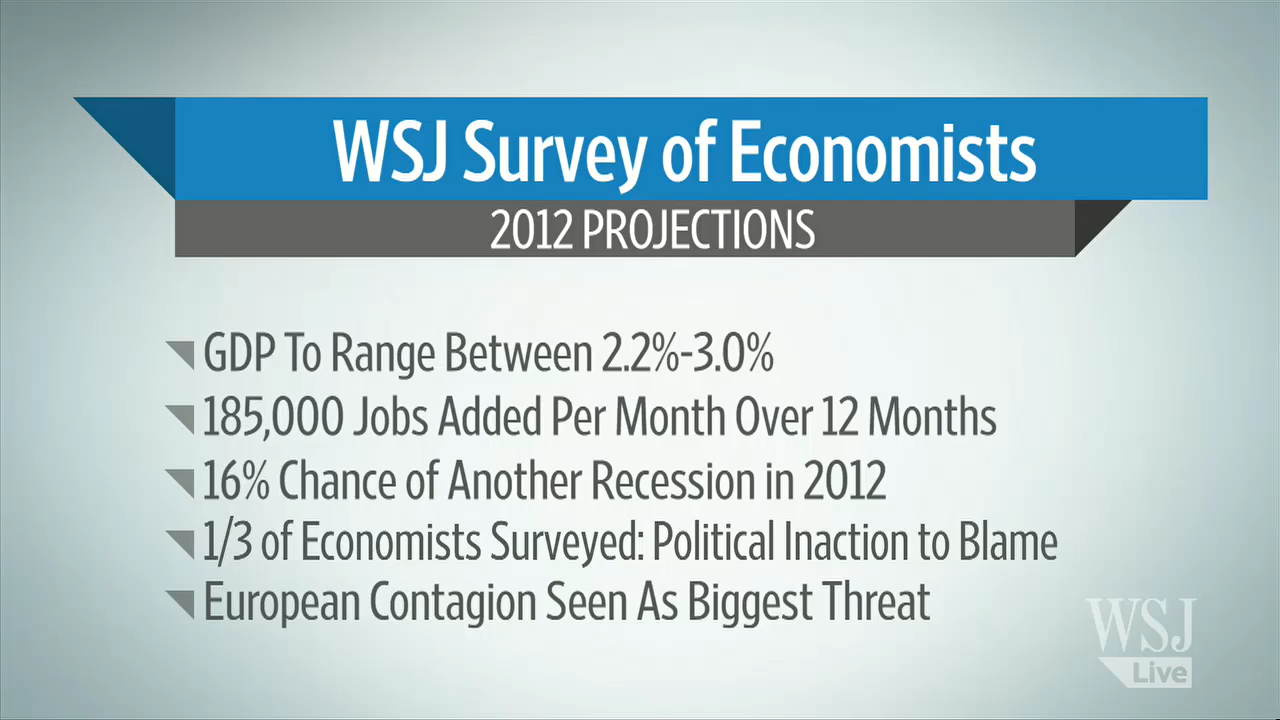 WSJ Survey of Economists
2012 PROJECTIONS
GDP To Range Between 2.2%-3.0%
185,000 Jobs Added Per Month Over 12 Months
16% Chance of Another Recession in 2012
1/3 of Economists Surveyed: Political Inaction to Blame
European Contagion Seen As Biggest Threat
WSJ
Live